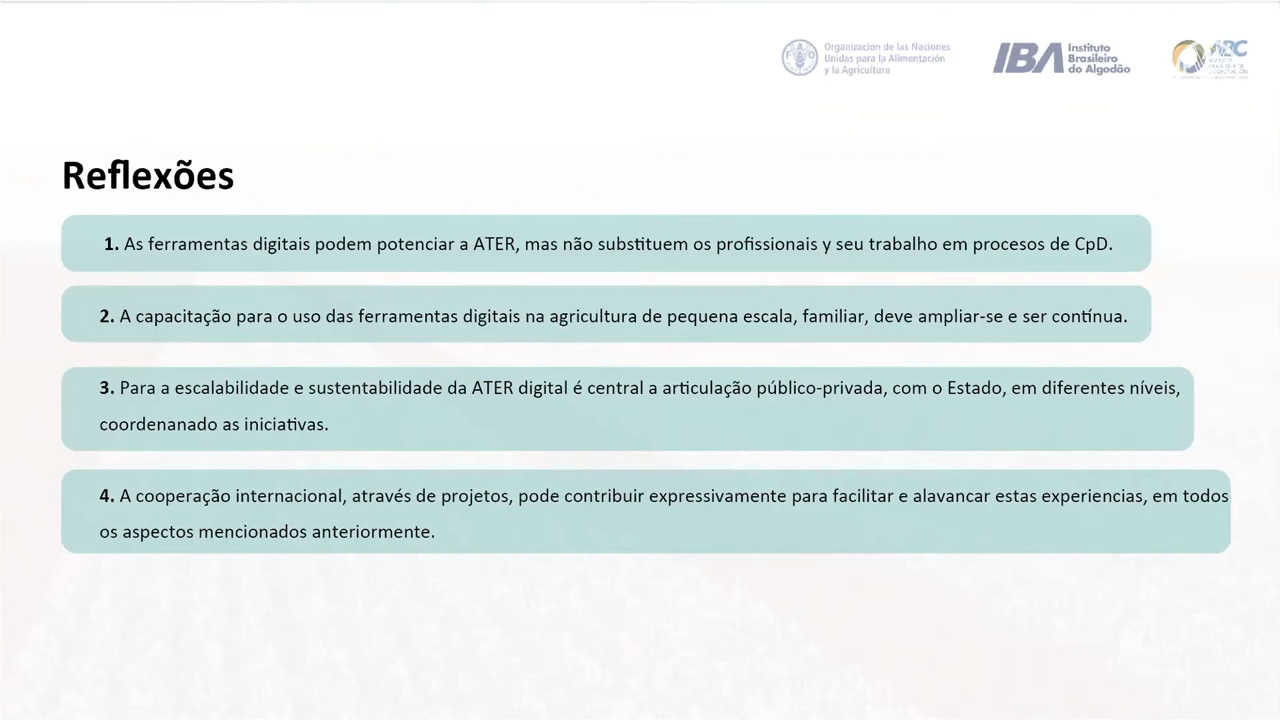 Organización de las Naciones
Unidas para la Alimentación
y la Agricultura
IBA
Instituto
Brasileiro
do Algodão
ABC
Reflexões
1. As ferramentas digitais podem potenciar a ATER, mas não substituem os profissionais y seu trabalho em procesos de CpD.
2. A capacitação para o uso das ferramentas digitais na agricultura de pequena escala, familiar, deve ampliar-se e ser contínua.
3. Para a escalabilidade e sustentabilidade da ATER digital é central a articulação público-privada, com o Estado, em diferentes níveis,
coordenanado as iniciativas.
4. A cooperação internacional, através de projetos, pode contribuir expressivamente para facilitar e alavancar estas experiencias, em todos
os aspectos mencionados anteriormente.